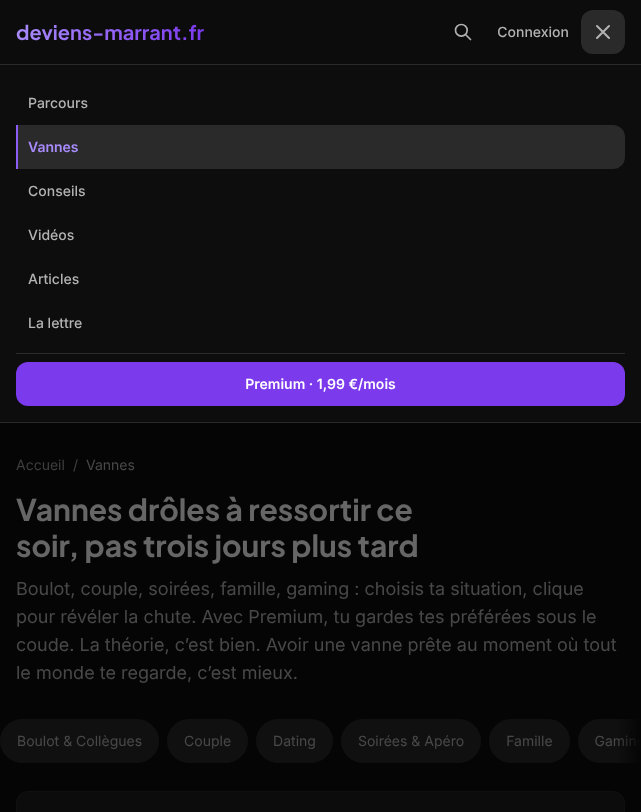 deviens-marrant.fr
Connexion
Parcours
Vannes
Conseils
Vidéos
Articles
La lettre
Premium · 1,99 €/mois
Accueil / Vannes
Vannes drôles à ressortir ce
soir, pas trois jours plus tard
Boulot, couple, soirées, famille, gaming : choisis ta situation, clique
pour révéler la chute. Avec Premium, tu gardes tes préférées sous le
coude. La théorie, c’est bien. Avoir une vanne prête au moment où tout
le monde te regarde, c’est mieux.
Boulot & Collègues Couple Dating Soirées & Apéro Famille Gamin